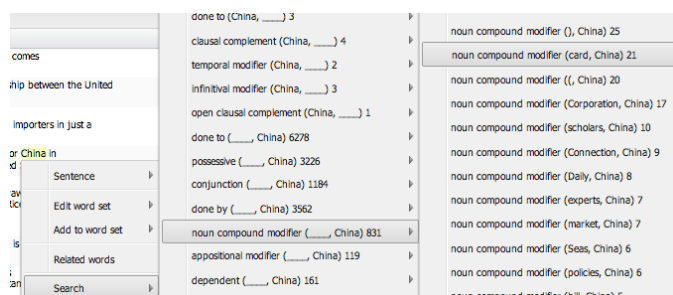 comes
ship between the United
importers in just a
or China in
is
Sentence
Edit word set
Add to word set
Related words
Search
done to (China, ____) 3
clausal complement (China, ____) 4
temporal modifier (China, ____) 2
infinitival modifier (China, ____) 3
open clausal complement (China, ____) 1
done to (____, China) 6278
possessive (____, China) 3226
conjunction (____, China) 1184
done by (____, China) 3562
noun compound modifier (____, China) 831
appositional modifier (____, China) 119
dependent (____, China) 161
noun compound modifier (), China) 25
noun compound modifier (card, China) 21
noun compound modifier ((, China) 20
noun compound modifier (Corporation, China) 17
noun compound modifier (scholars, China) 10
noun compound modifier (Connection, China) 9
noun compound modifier (Daily, China) 8
noun compound modifier (experts, China) 7
noun compound modifier (market, China) 7
noun compound modifier (Seas, China) 6
noun compound modifier (policies, China) 6
noun compound modifier (bill, China) 5